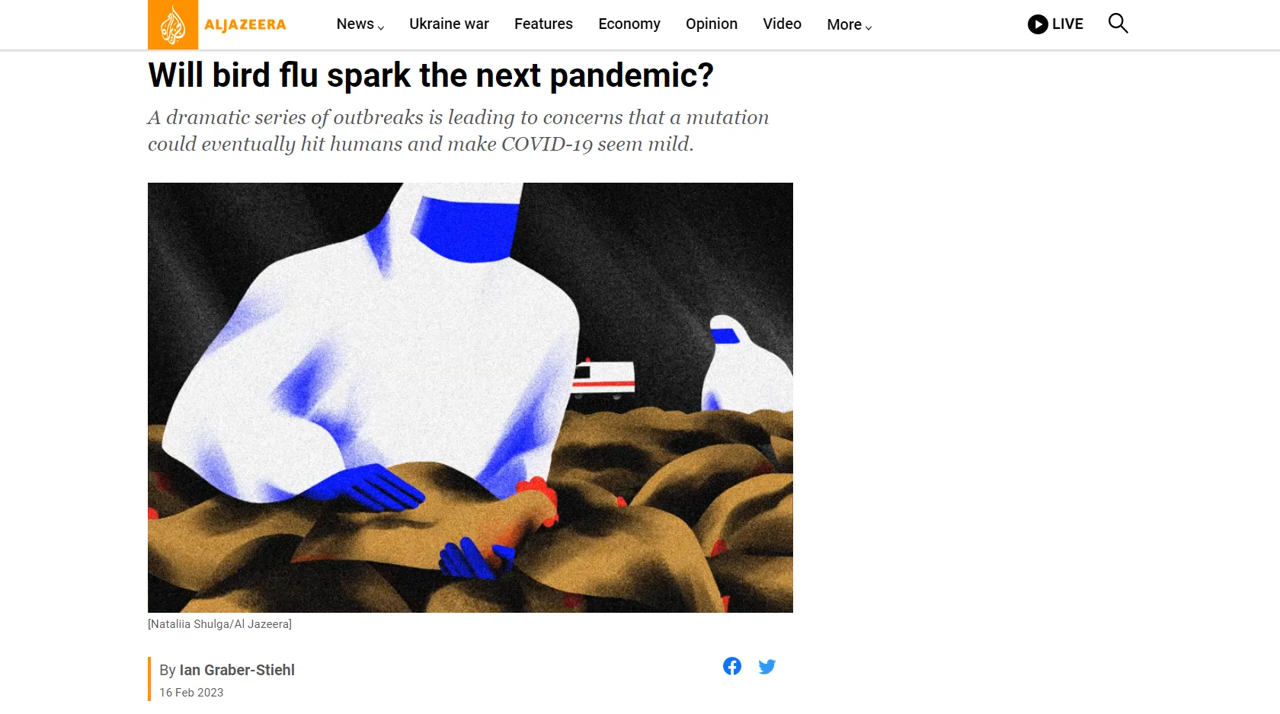 ALJAZEERA
News
Ukraine war
Features
Economy
Opinion
Video
More
LIVE
Will bird flu spark the next pandemic?
A dramatic series of outbreaks is leading to concerns that a mutation
could eventually hit humans and make COVID-19 seem mild.
[Nataliia Shulga/Al Jazeera]
By Ian Graber-Stiehl
16 Feb 2023